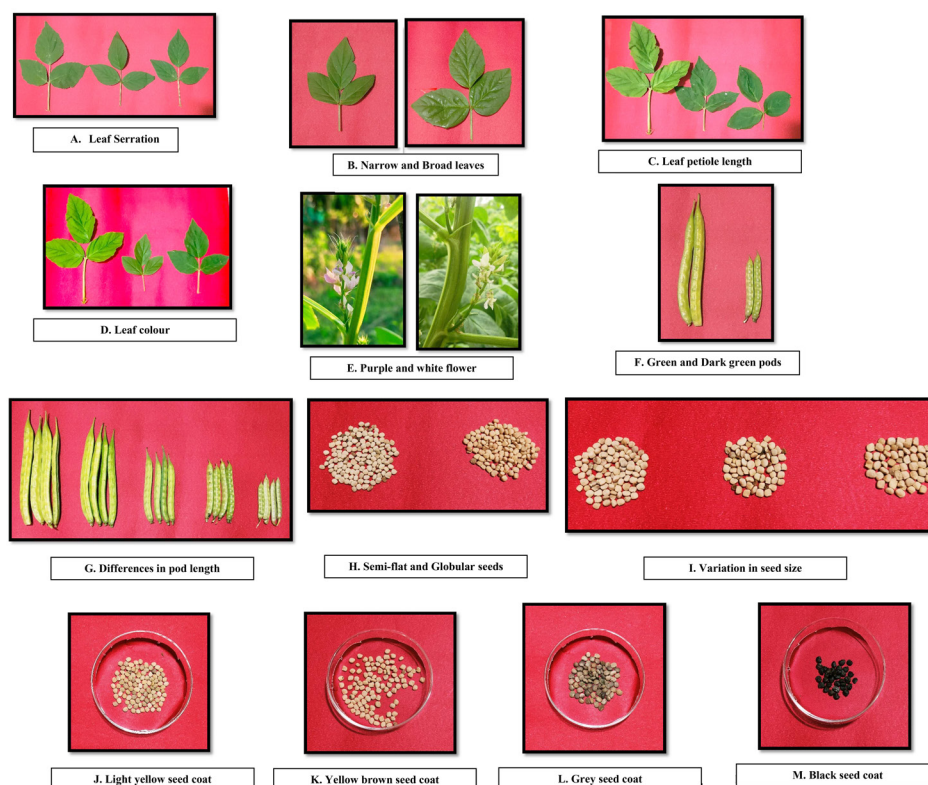 A. Leaf Serration
B. Narrow and Broad leaves
C. Leaf petiole length
D. Leaf colour
E. Purple and white flower
F. Green and Dark green pods
G. Differences in pod length
H. Semi-flat and Globular seeds
I. Variation in seed size
J. Light yellow seed coat
K. Yellow brown seed coat
L. Grey seed coat
M. Black seed coat